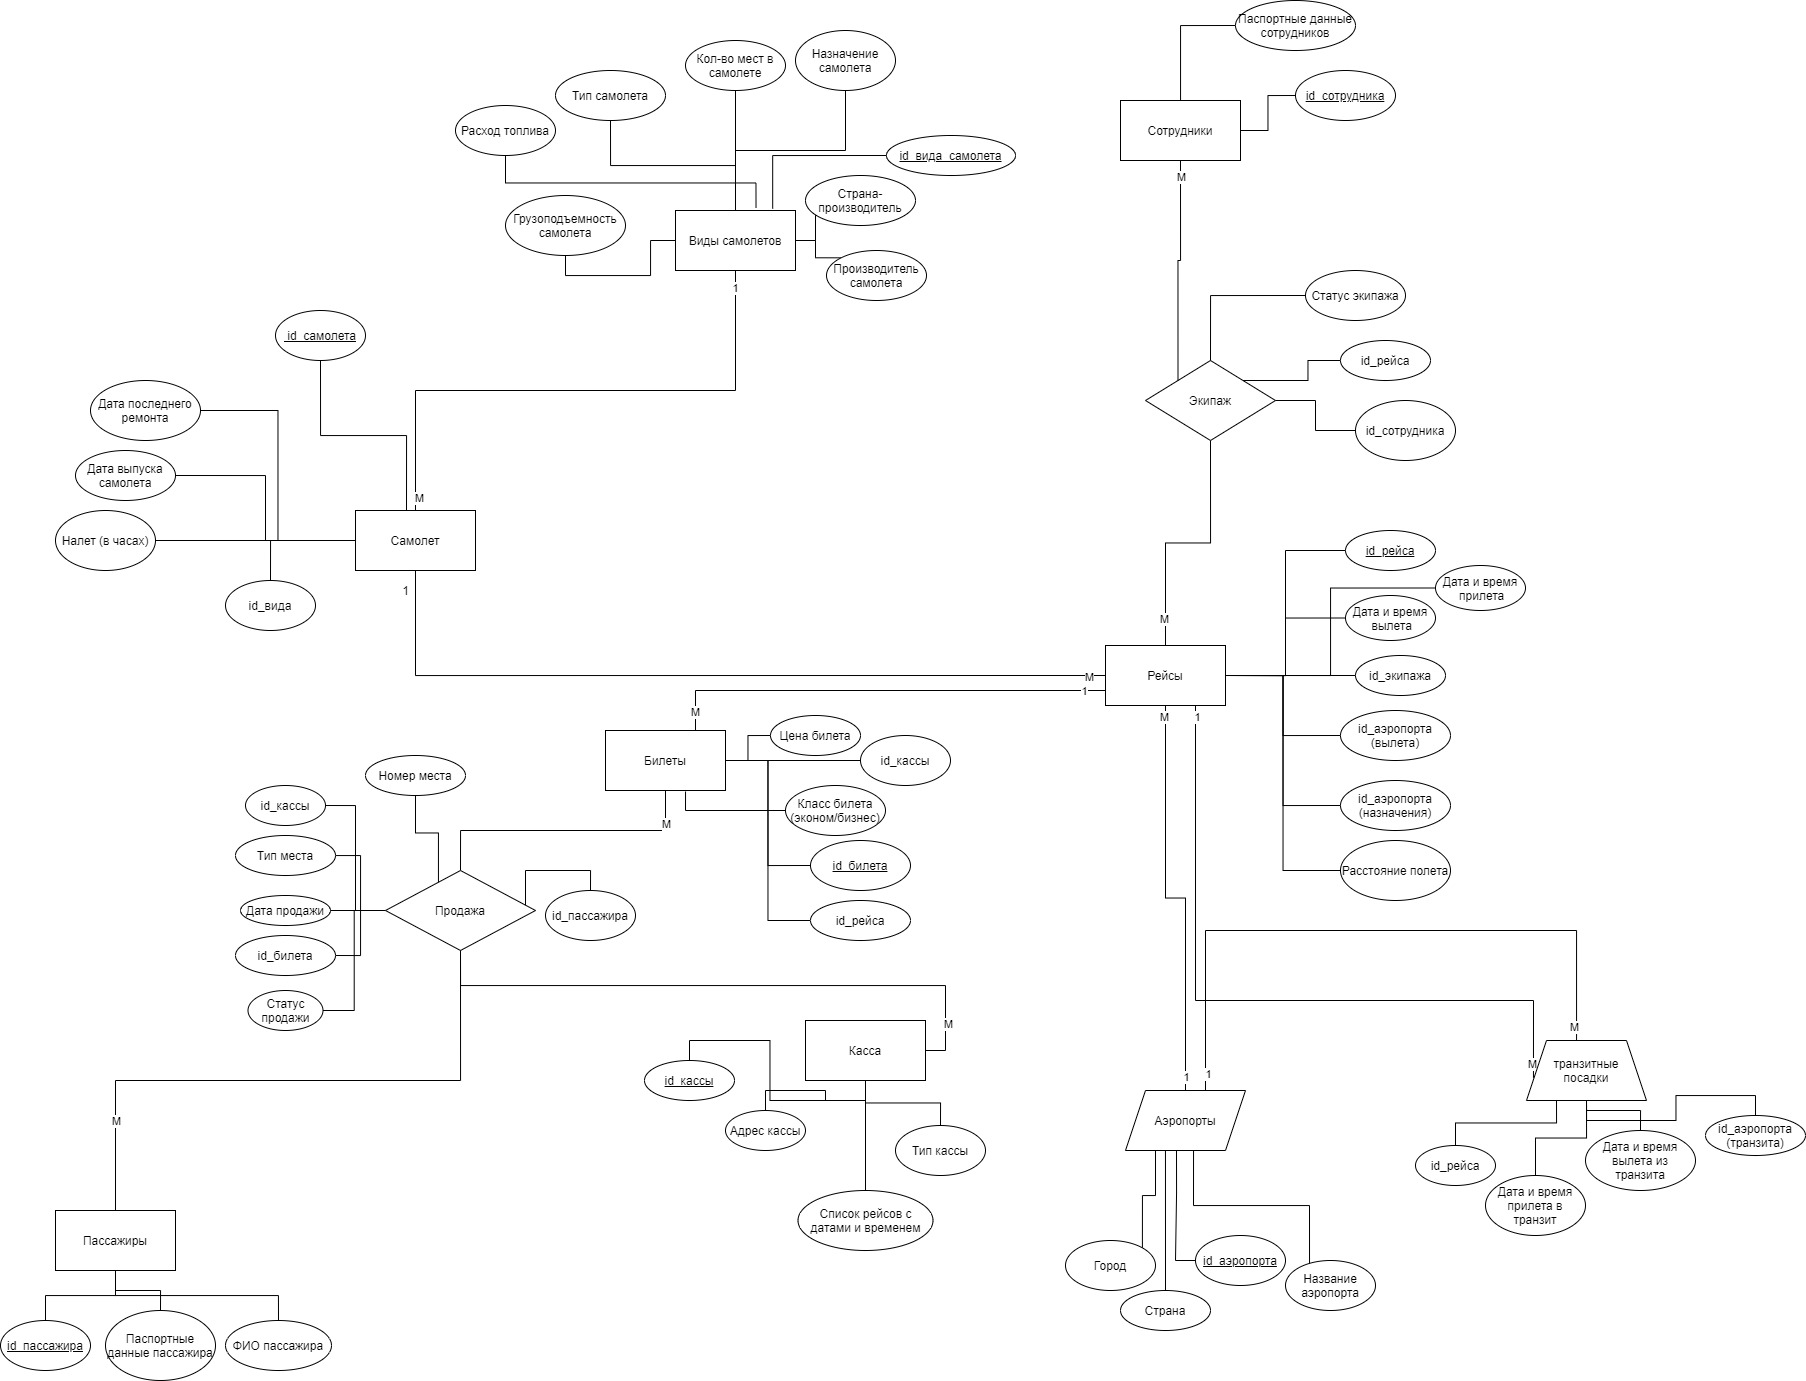 Паспортные данные
сотрудников
id_сотрудника
Сотрудники
М
Кол-во мест в
самолете
Назначение
самолета
Тип самолета
Расход топлива
id_вида_самолета
Страна-
производитель
Грузоподъемность
самолета
Виды самолетов
Производитель
самолета
1
Статус экипажа
id_рейса
Экипаж
id_сотрудника
М
id_самолета
Дата последнего
ремонта
Дата выпуска
самолета
Налет (в часах)
id_вида
М
Самолет
1
id_рейса
Дата и время
прилета
Дата и время
вылета
Рейсы
id_экипажа
id_аэропорта
(вылета)
id_аэропорта
(назначения)
Расстояние полета
М
1
М
1
М
Билеты
Цена билета
id_кассы
Класс билета
(эконом/бизнес)
id_билета
id_рейса
М
Номер места
id_кассы
Тип места
Дата продажи
id_билета
Статус
продажи
Продажа
id_пассажира
М
Касса
id_кассы
Адрес кассы
Тип кассы
Список рейсов с
датами и временем
М
Пассажиры
id_пассажира
Паспортные
данные пассажира
ФИО пассажира
1
1
Аэропорты
Город
Страна
id_аэропорта
Название
аэропорта
М
М
транзитные
посадки
id_рейса
Дата и время
прилета в
транзит
Дата и время
вылета из
транзита
id_аэропорта
(транзита)